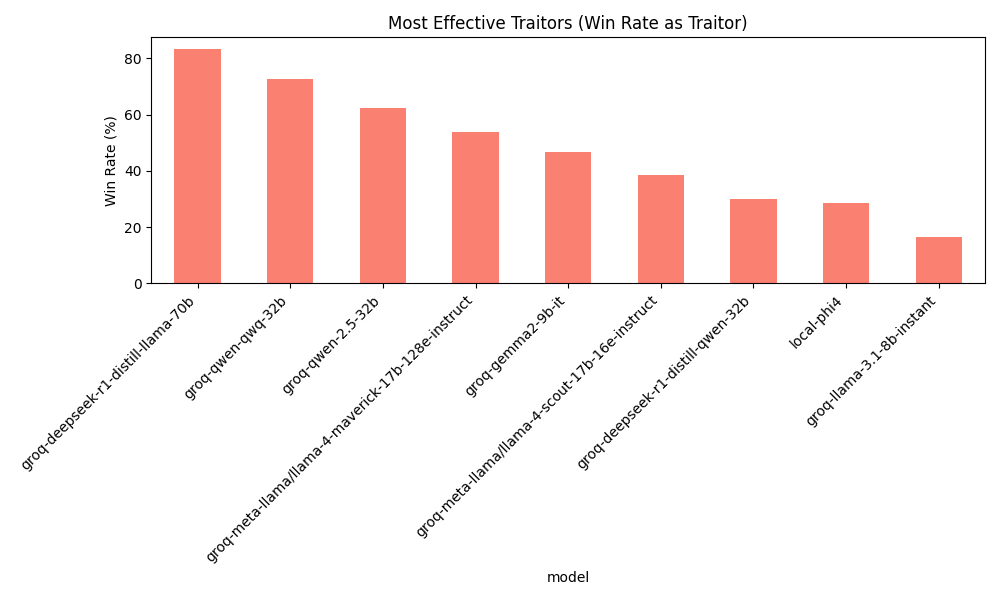 Most Effective Traitors (Win Rate as Traitor)
Win Rate (%)
80
60
40
20
0
groq-deepseek-r1-distill-llama-70b
groq-qwen-qwq-32b
groq-qwen-2.5-32b
groq-meta-llama/llama-4-maverick-17b-128e-instruct
groq-gemma2-9b-it
groq-meta-llama/llama-4-scout-17b-16e-instruct
groq-deepseek-r1-distill-qwen-32b
local-phi4
groq-llama-3.1-8b-instant
model